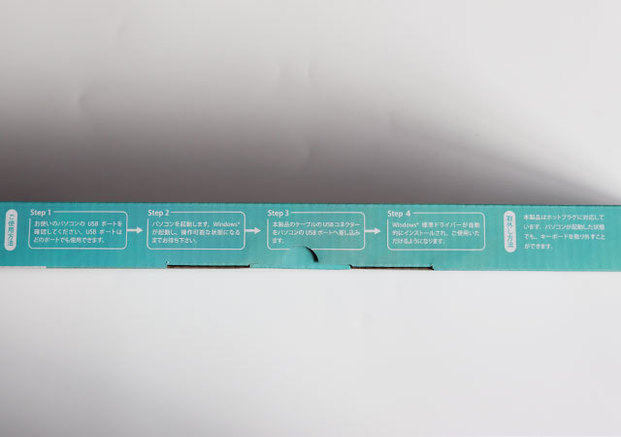 ご使用方法
Step 1
お使いのパソコンの USB ポートを
確認してください。USB ポートは
どのポートでも使用できます。
Step 2
パソコンを起動します。Windows®
が起動し、操作可能な状態になる
までお待ち下さい。
Step 3
本製品のケーブルのUSBコネクター
をパソコンの USB ポートへ差し込み
ます。
Step 4
Windows® 標準ドライバーが自動
的にインストールされ、ご使用いた
だけるようになります。
取外し方法
本製品はホットプラグに対応して
います。パソコンが起動した状態
でも、キーボードを取り外すこと
ができます。